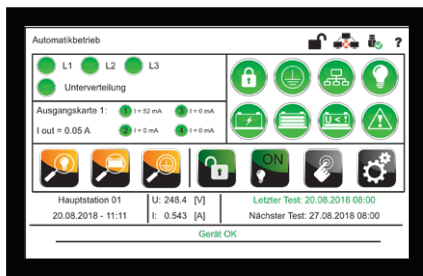 Automatikbetrieb
?
L1 L2 L3
Unterverteilung
Ausgangskarte 1: 1 I = 52 mA 3 I = 0 mA
I out = 0.05 A 2 I = 0 mA 4 I = 0 mA
U < !
ON
Hauptstation 01 U: 248.4 [V] Letzter Test: 20.08.2018 08:00
20.08.2018 - 11:11 I: 0.543 [A] Nächster Test: 27.08.2018 08:00
Gerät OK